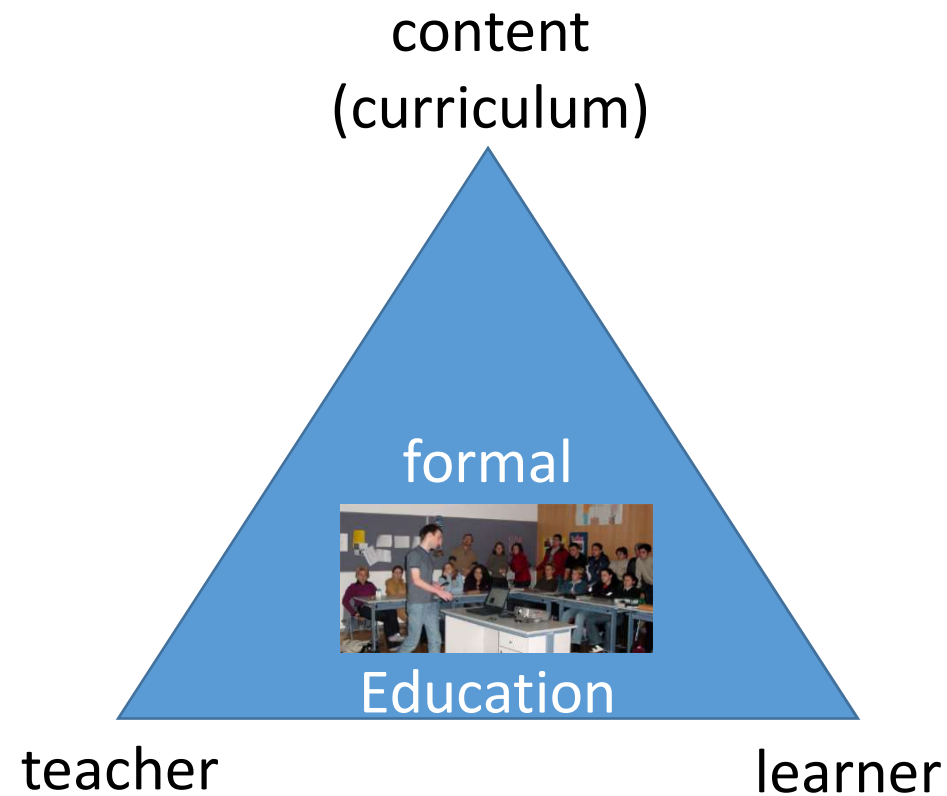 content
(curriculum)
formal
Education
teacher
learner